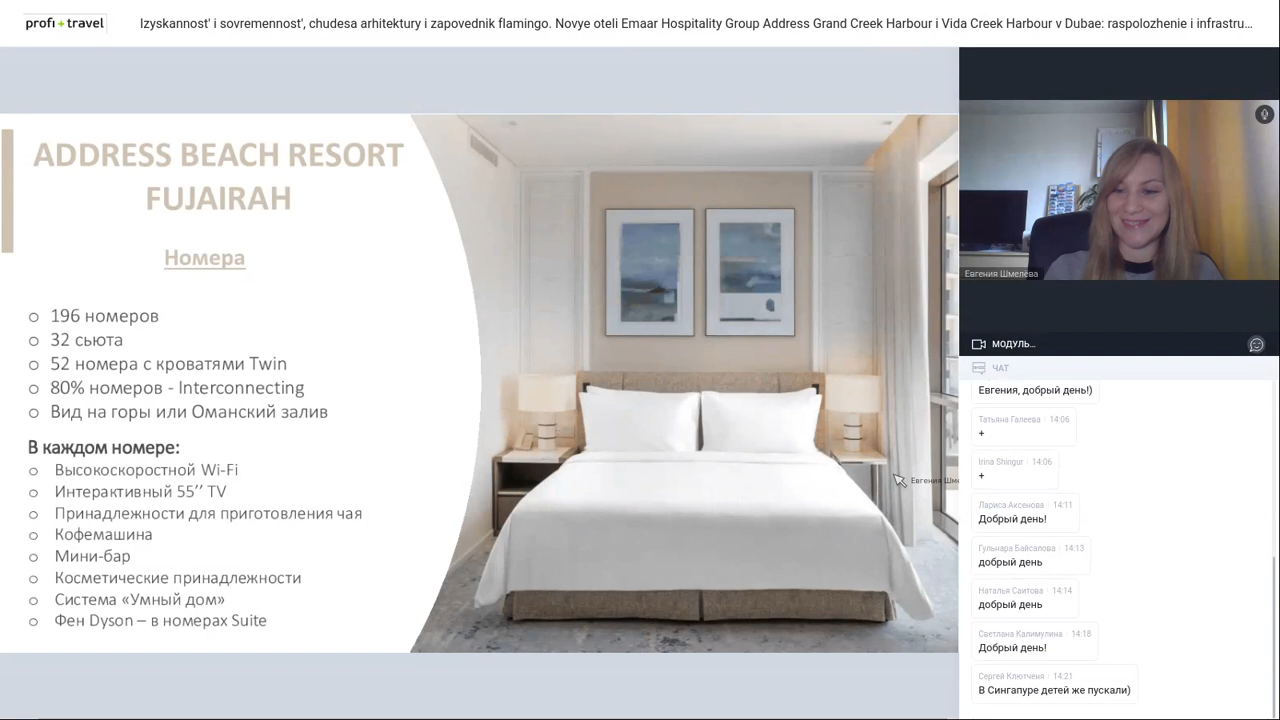 profi+travel
Izyskannost' i sovremennost', chudesa arhitektury i zapovednik flamingo. Novye oteli Emaar Hospitality Group Address Grand Creek Harbour i Vida Creek Harbour v Dubae: raspolozhenie i infrastru...
ADDRESS BEACH RESORT
FUJAIRAH
Номера
o 196 номеров
o 32 сьюта
o 52 номера с кроватями Twin
o 80% номеров - Interconnecting
o Вид на горы или Оманский залив
В каждом номере:
o Высокоскоростной Wi-Fi
o Интерактивный 55’’ TV
o Принадлежности для приготовления чая
o Кофемашина
o Мини-бар
o Косметические принадлежности
o Система «Умный дом»
o Фен Dyson – в номерах Suite
Евгения Шме
Евгения Шмелёва
МОДУЛЬ...
ЧАТ
Евгения, добрый день!)
Татьяна Галеева 14:06
+
Irina Shingur 14:06
+
Лариса Аксенова 14:11
Добрый день!
Гульнара Байсалова 14:13
добрый день
Наталья Саитова 14:14
добрый день
Светлана Калимулина 14:18
Добрый день!
Сергей Клютченя 14:21
В Сингапуре детей же пускали)